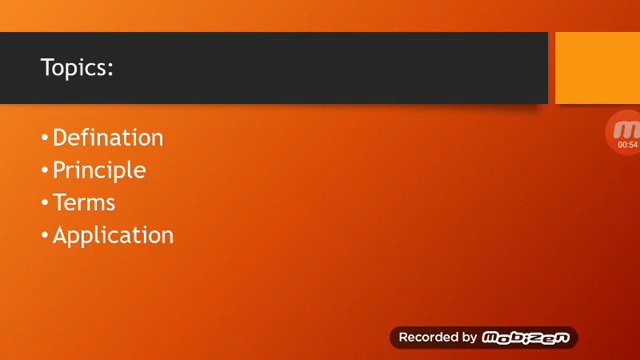 Topics:
• Defination
• Principle
• Terms
• Application
00:54
Recorded by mobizen